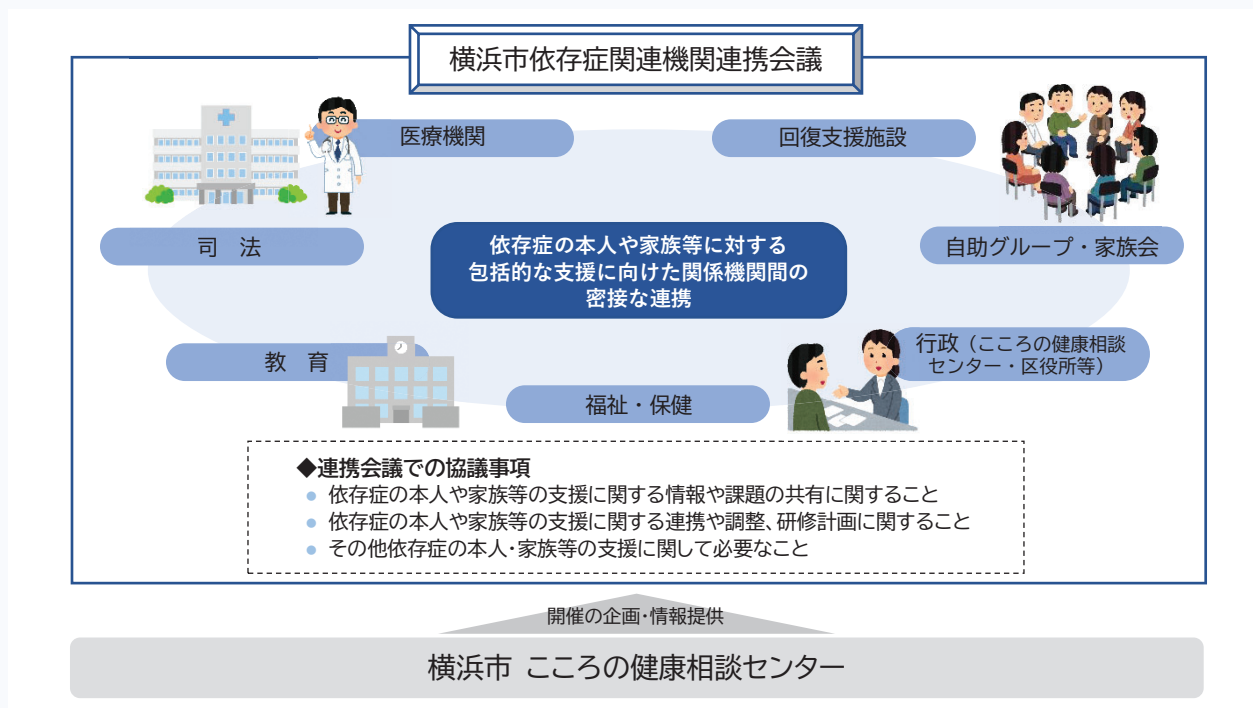 横浜市依存症関連機関連携会議
医療機関
回復支援施設
司　法
自助グループ・家族会
依存症の本人や家族等に対する
包括的な支援に向けた関係機関間の
密接な連携
教　育
行政（こころの健康相談
センター・区役所等）
福祉・保健
◆連携会議での協議事項
● 依存症の本人や家族等の支援に関する情報や課題の共有に関すること
● 依存症の本人や家族等の支援に関する連携や調整、研修計画に関すること
● その他依存症の本人・家族等の支援に関して必要なこと
開催の企画・情報提供
横浜市 こころの健康相談センター